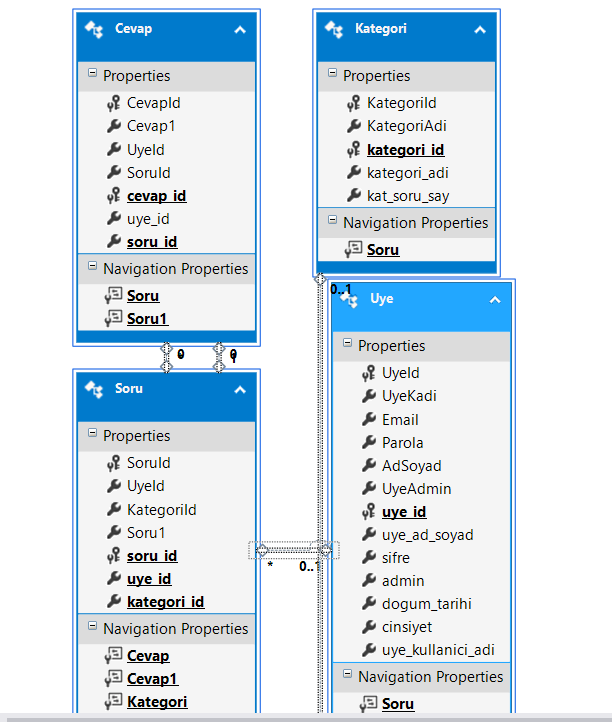 Cevap
Properties
CevapId
Cevap1
UyeId
SoruId
cevap_id
uye_id
soru_id
Navigation Properties
Soru
Soru1
Kategori
Properties
KategoriId
KategoriAdi
kategori_id
kategori_adi
kat_soru_say
Navigation Properties
Soru
0..1
Soru
Properties
SoruId
UyeId
KategoriId
Soru1
soru_id
uye_id
kategori_id
Navigation Properties
Cevap
Cevap1
Kategori
* 0..1
Uye
Properties
UyeId
UyeKadi
Email
Parola
AdSoyad
UyeAdmin
uye_id
uye_ad_soyad
sifre
admin
dogum_tarihi
cinsiyet
uye_kullanici_adi
Navigation Properties
Soru